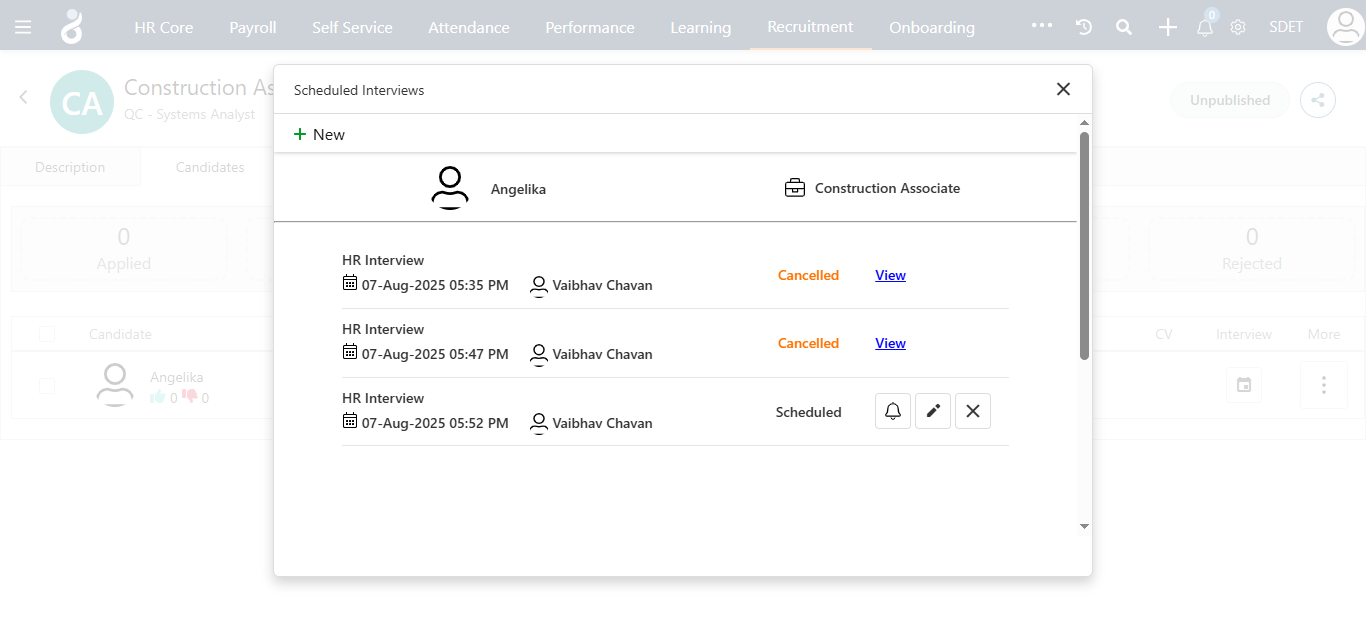 HR Core Payroll Self Service Attendance Performance Learning Recruitment Onboarding ••• 0 SDET
CA
Construction As
QC - Systems Analyst
Unpublished
Description Candidates
0
Applied
0
Rejected
Candidate CV Interview More
Angelika
0 0
Scheduled Interviews
+ New
Angelika Construction Associate
HR Interview
07-Aug-2025 05:35 PM Vaibhav Chavan Cancelled View
HR Interview
07-Aug-2025 05:47 PM Vaibhav Chavan Cancelled View
HR Interview
07-Aug-2025 05:52 PM Vaibhav Chavan Scheduled